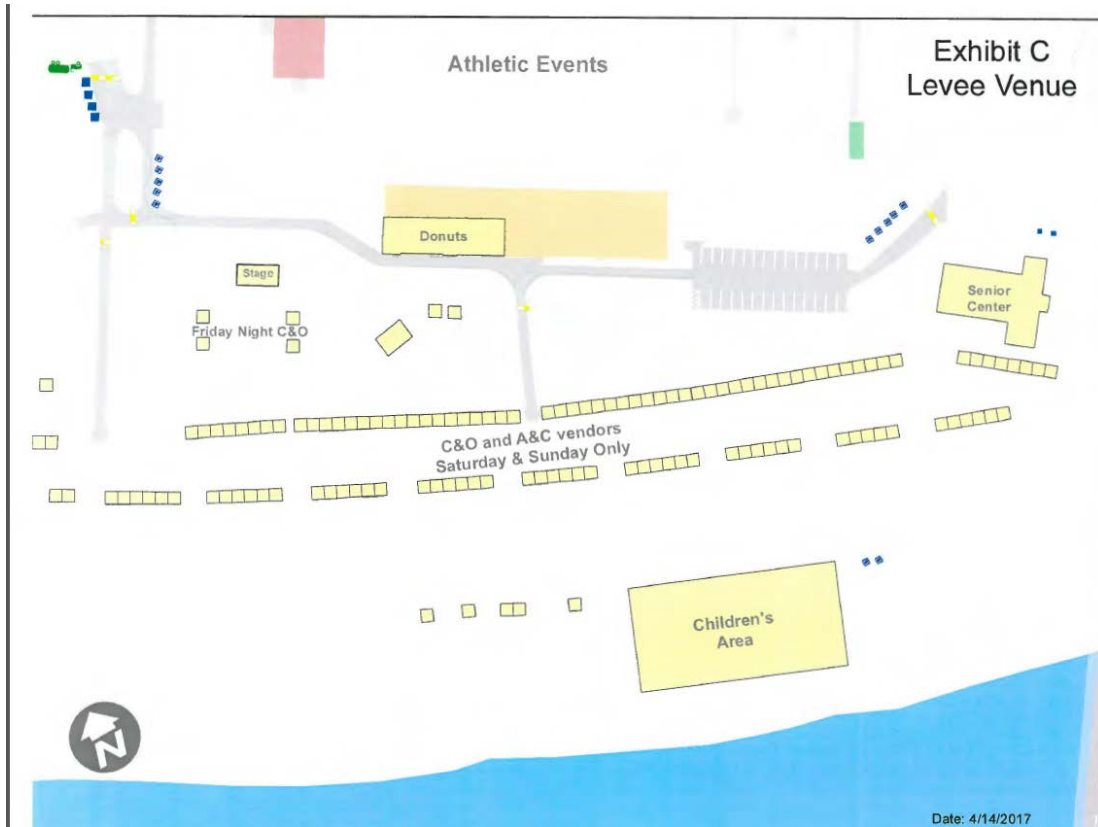 Exhibit C
Levee Venue
Athletic Events
Donuts
Stage
Senior
Center
Friday Night C&O
C&O and A&C vendors
Saturday & Sunday Only
Children's
Area
N
Date: 4/14/2017